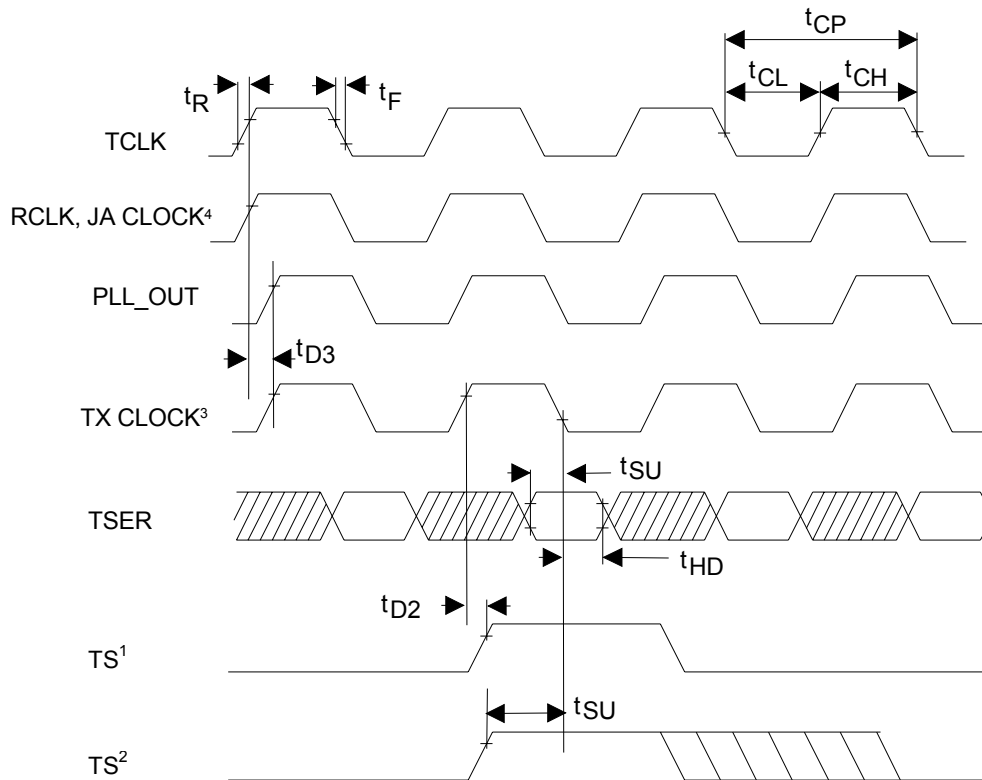 tCP
tCL tCH
tR tF
TCLK
RCLK, JA CLOCK⁴
PLL_OUT
tD3
TX CLOCK³
tSU
TSER
tHD
tD2
TS¹
tSU
TS²